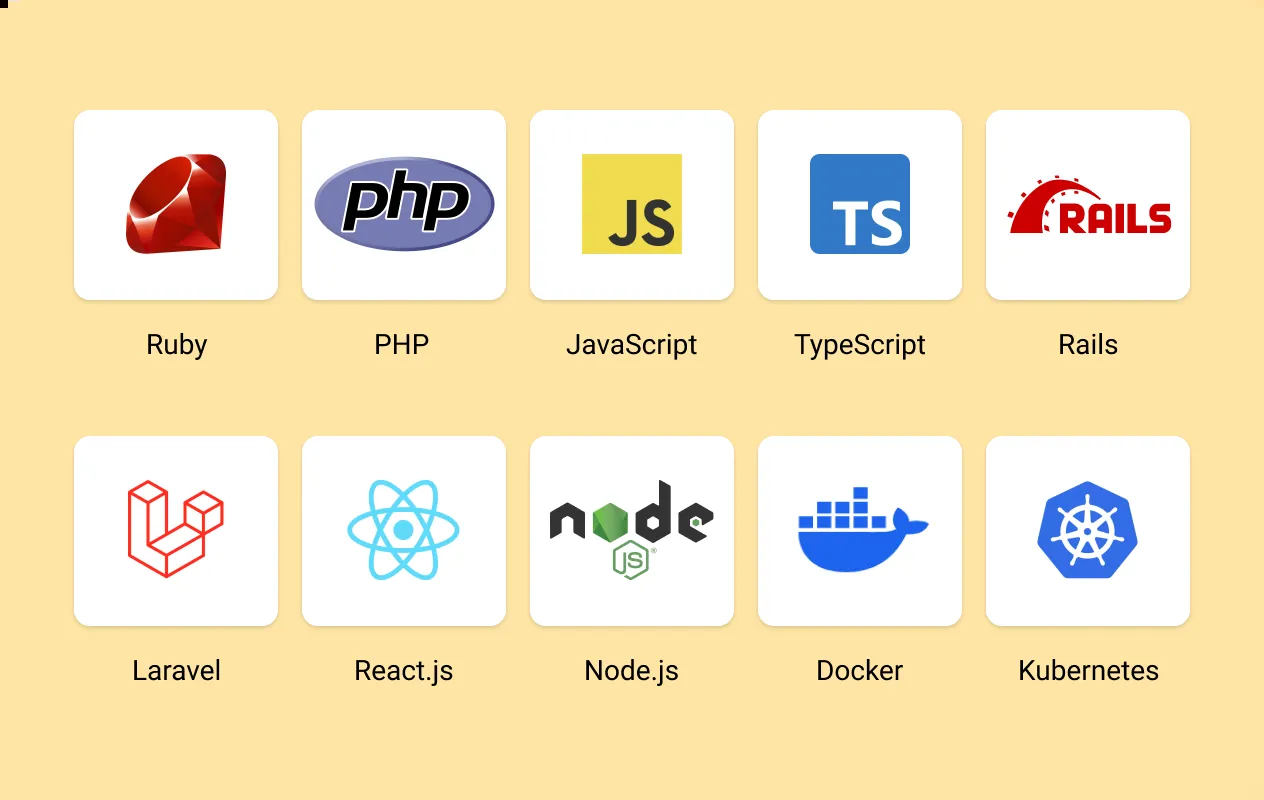 php
JS
TS
RAILS
Ruby
PHP
JavaScript
TypeScript
Rails
node
JS®
Laravel
React.js
Node.js
Docker
Kubernetes